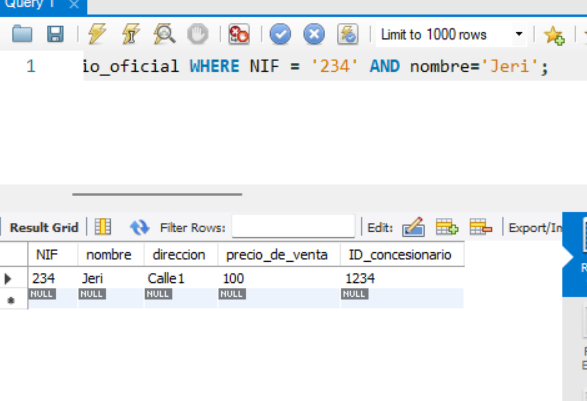 Query 1
Limit to 1000 rows
1 io_oficial WHERE NIF = '234' AND nombre='Jeri';
Result Grid Filter Rows: Edit: Export/In
NIF nombre direccion precio_de_venta ID_concesionario
234 Jeri Calle1 100 1234
NULL NULL NULL NULL NULL